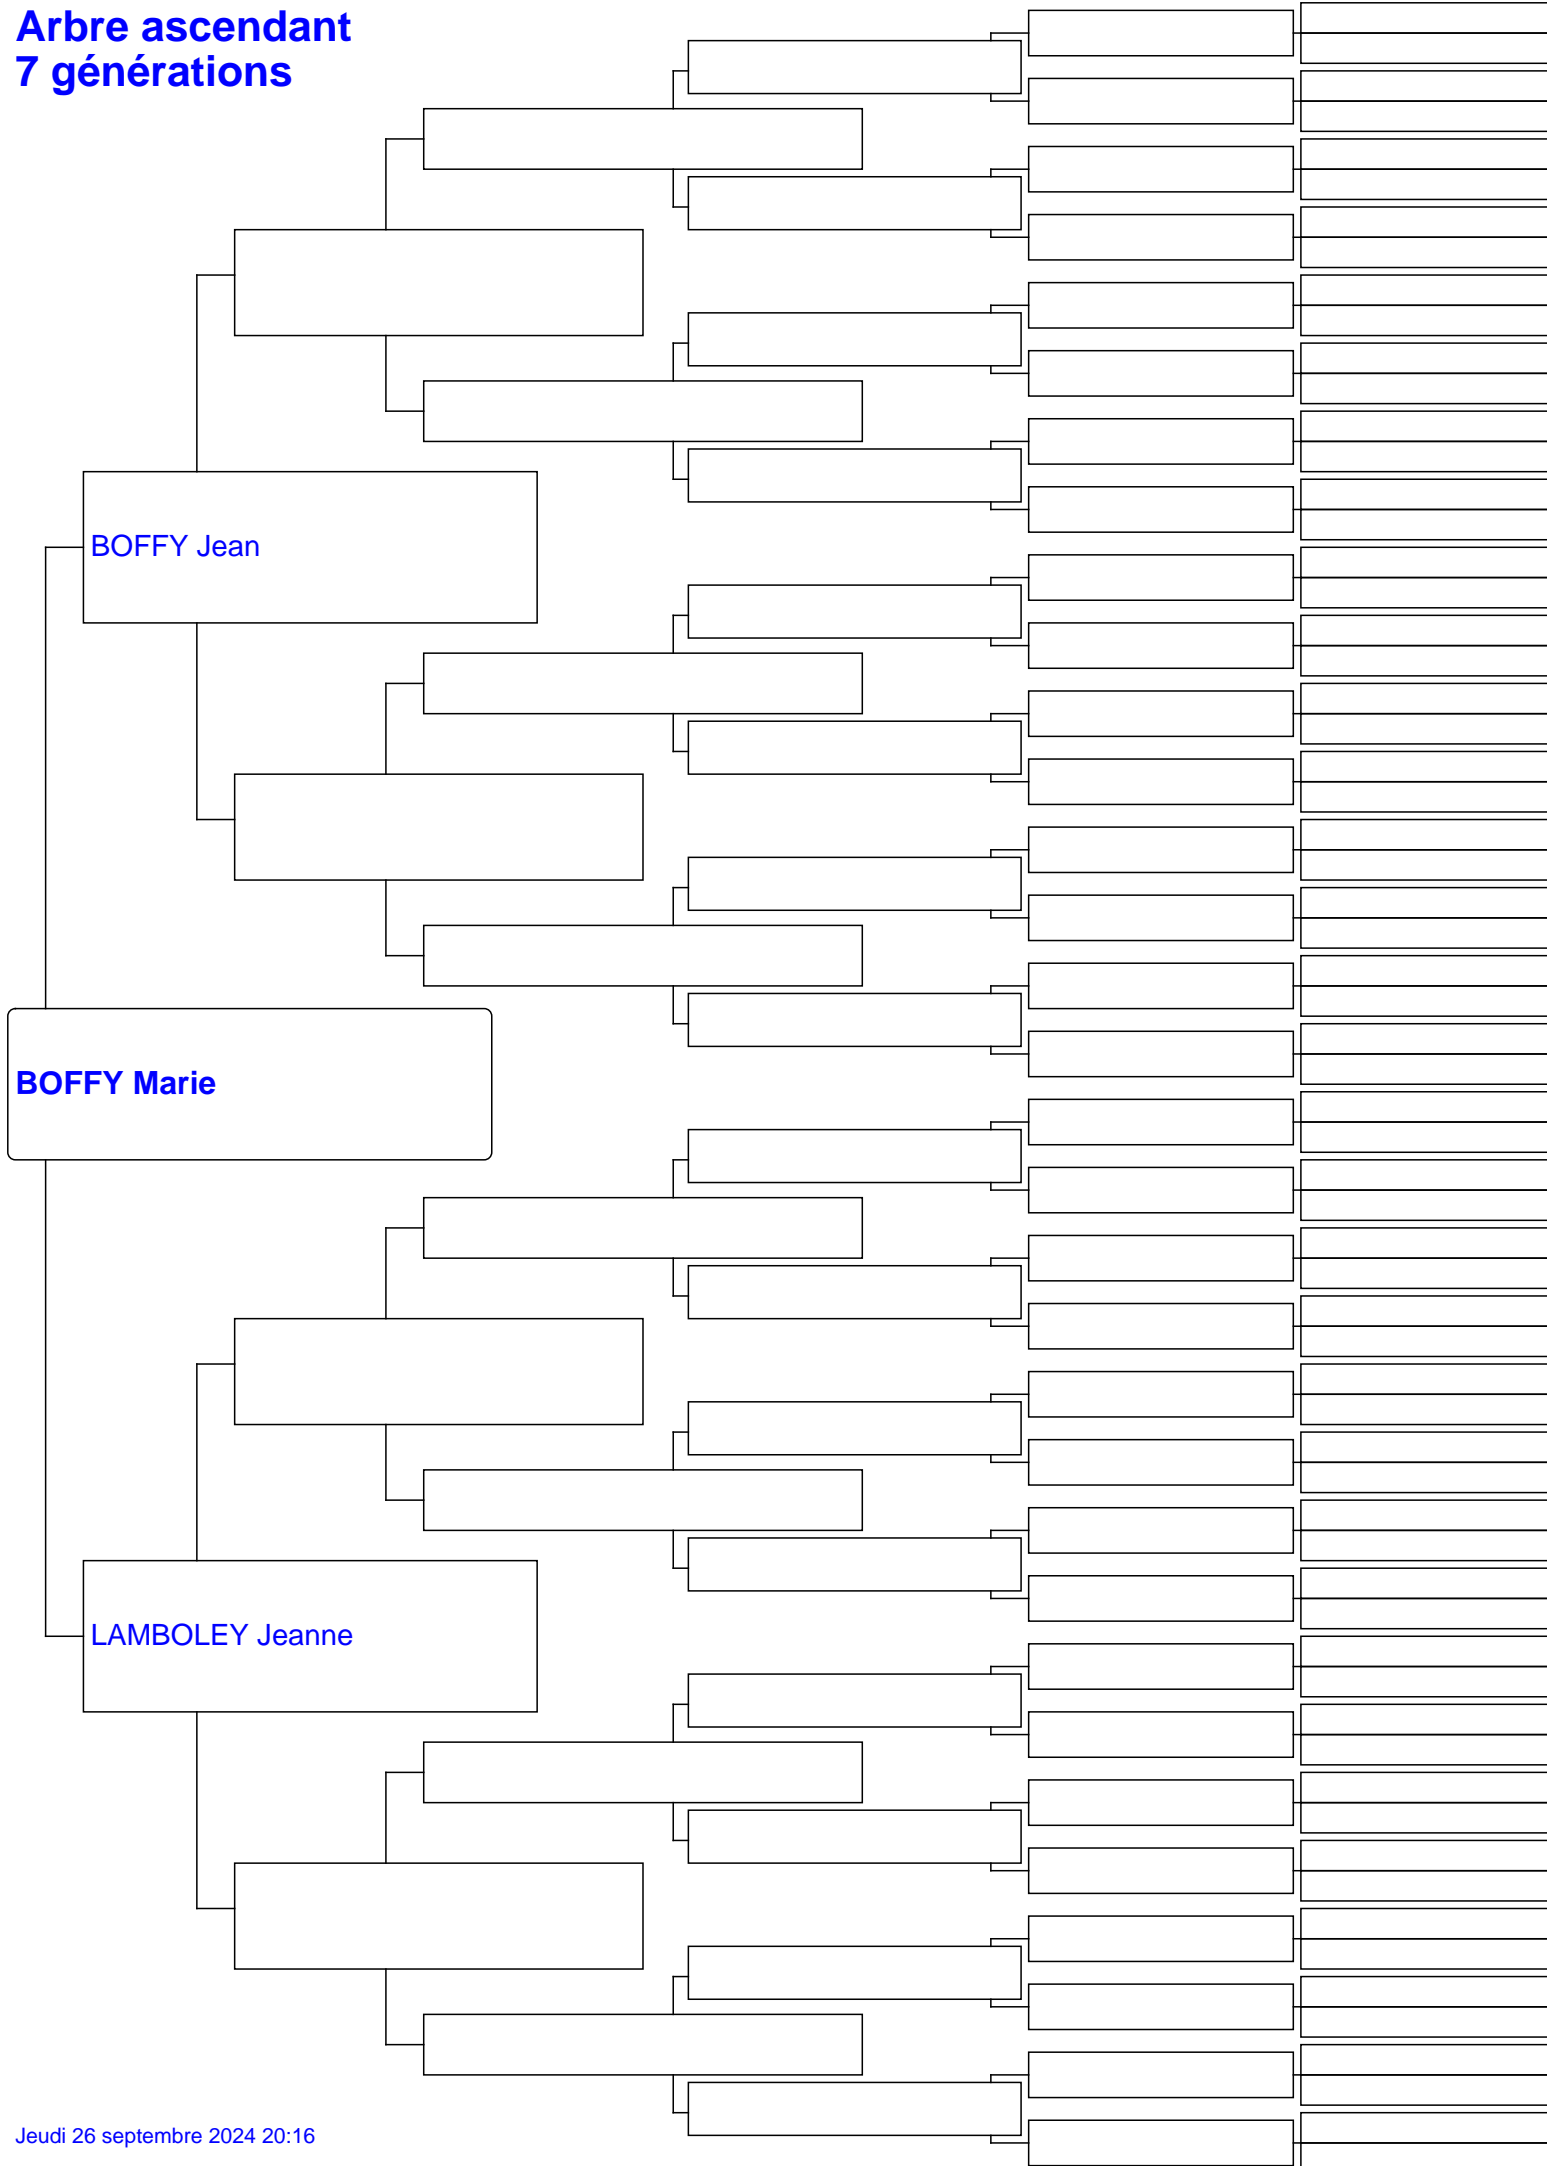 Arbre ascendant
7 générations
BOFFY Jean
BOFFY Marie
LAMBOLEY Jeanne
Jeudi 26 septembre 2024 20:16